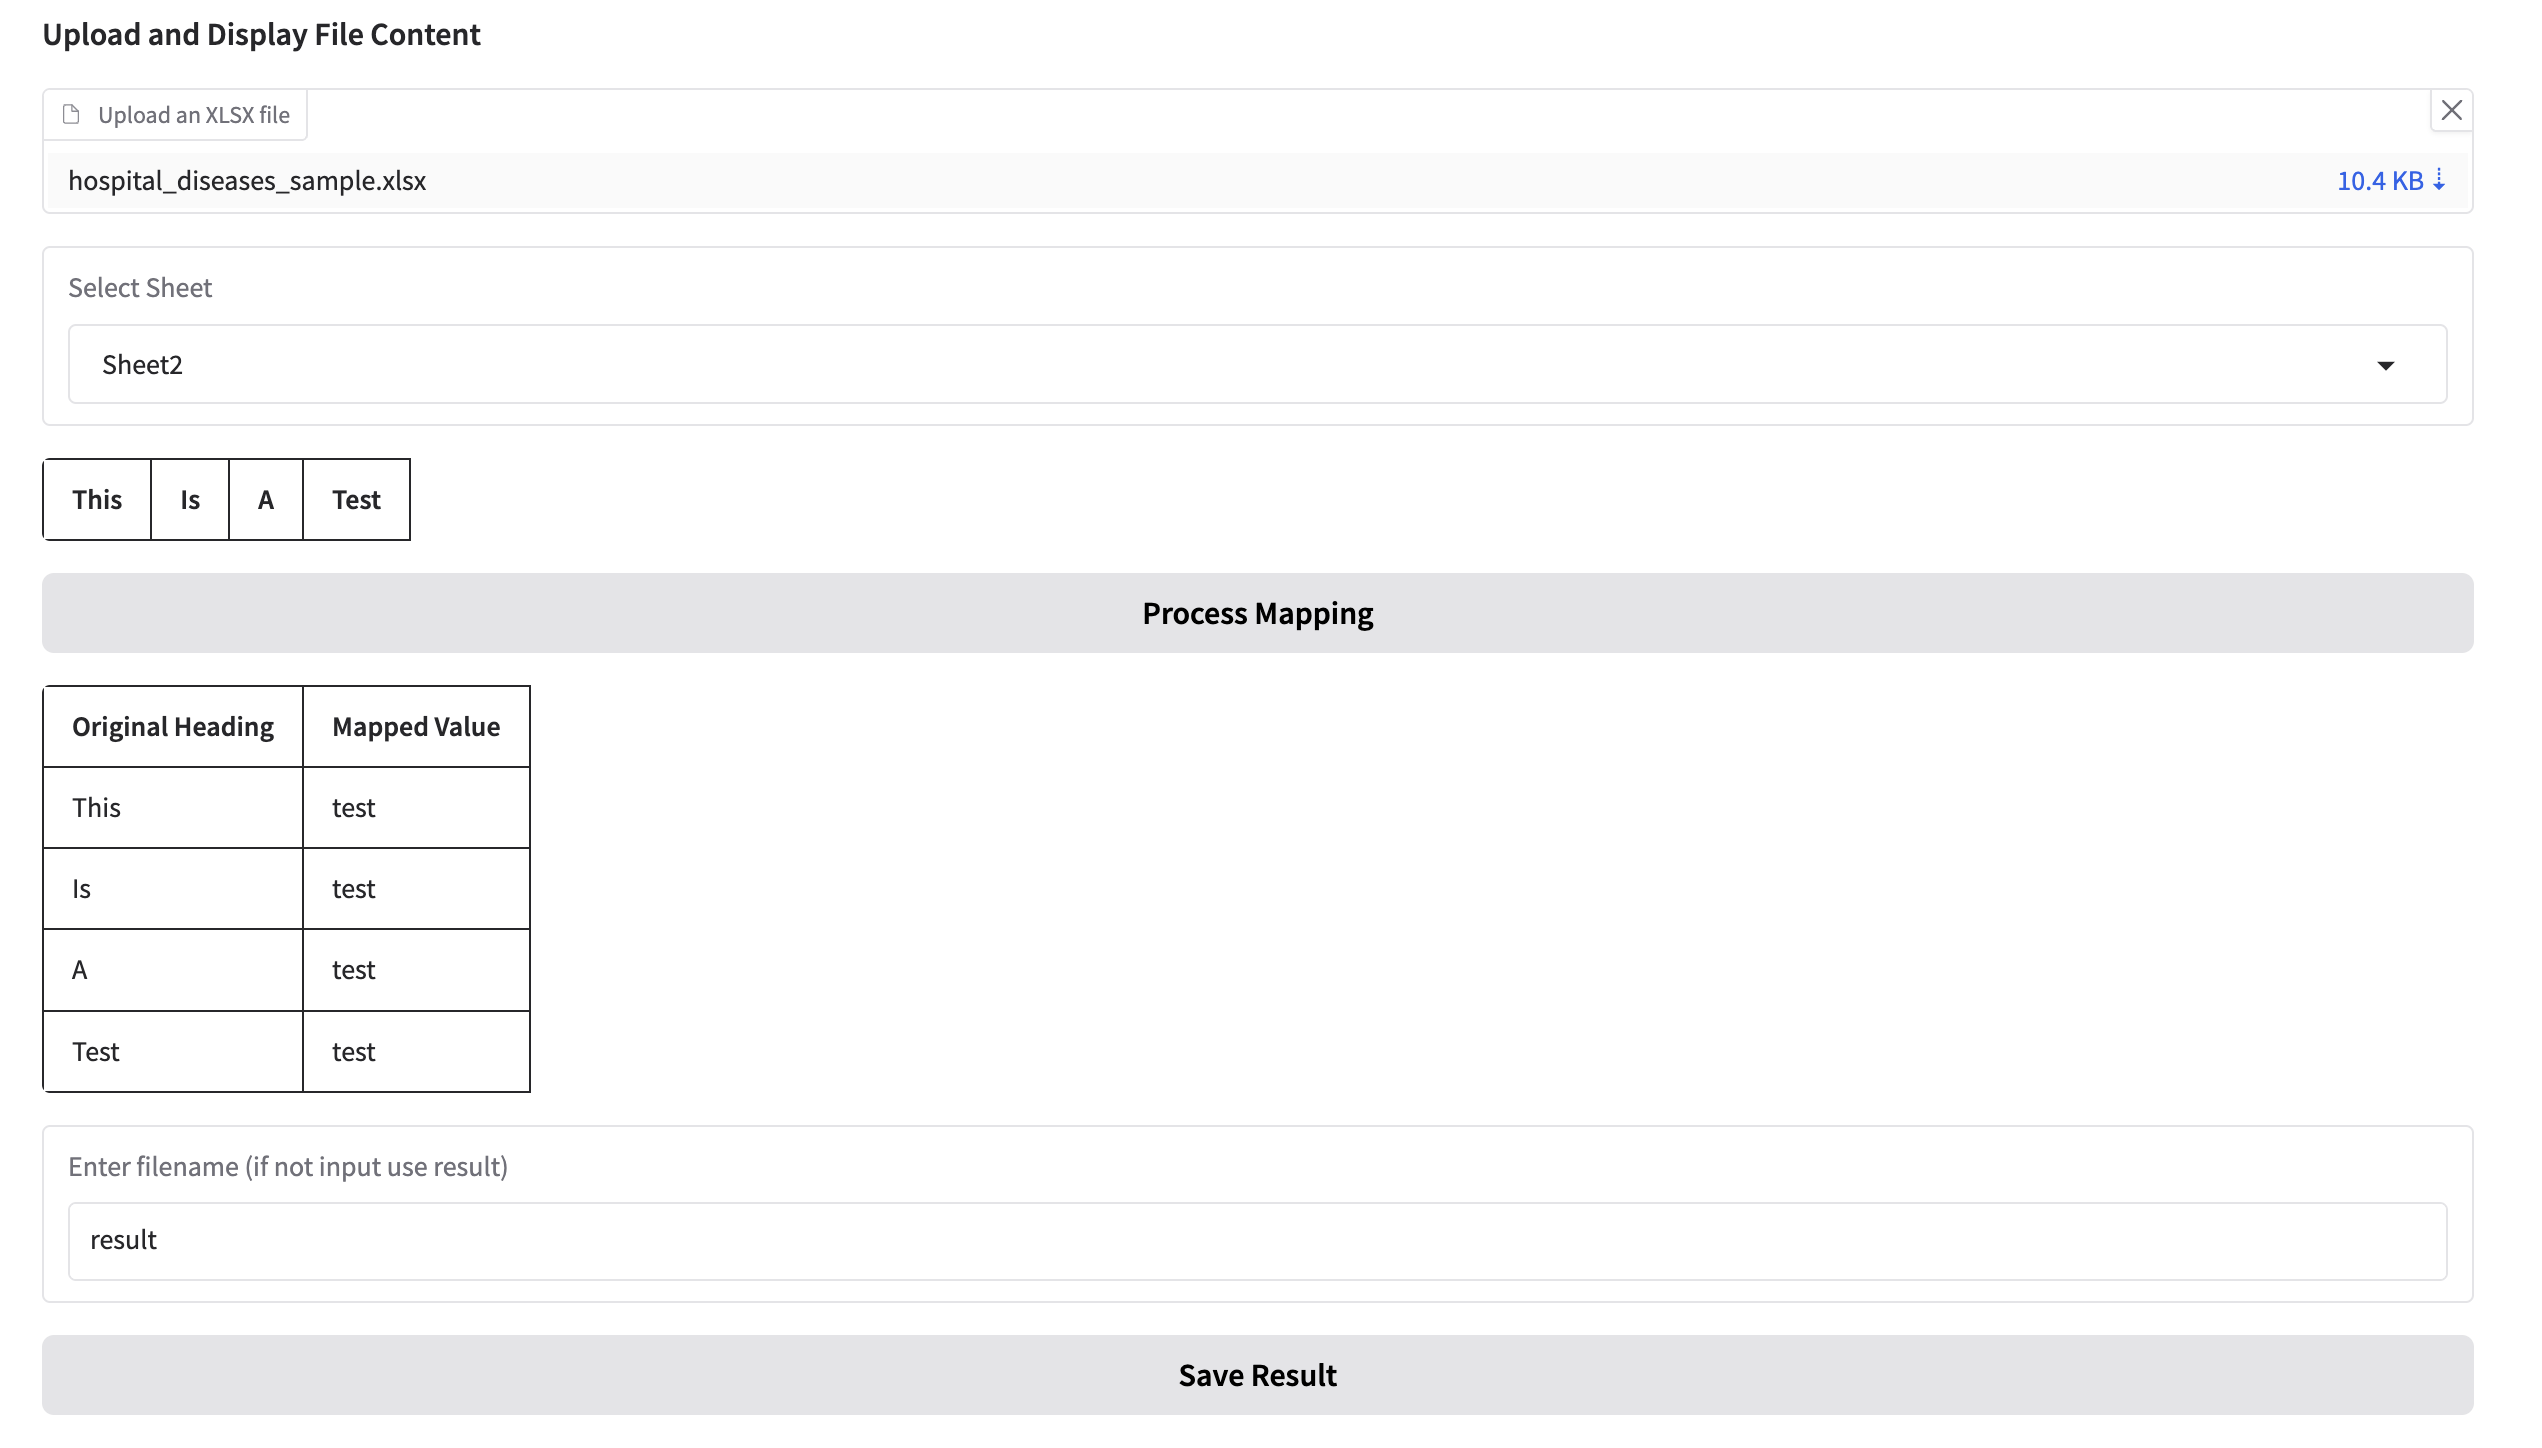 Upload and Display File Content
Upload an XLSX file
hospital_diseases_sample.xlsx 10.4 KB ⇣
Select Sheet
Sheet2
This Is A Test
Process Mapping
Original Heading Mapped Value
This test
Is test
A test
Test test
Enter filename (if not input use result)
result
Save Result